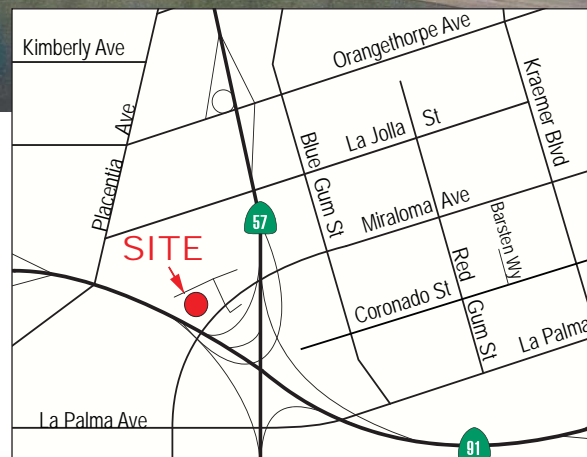 Kimberly Ave
Orangethorpe Ave
Placentia Ave
Kraemer Blvd
La Jolla St
Blue Gum St
Miraloma Ave
57
Barsten Wy
SITE
Red Gum St
Coronado St
La Palma
La Palma Ave
91